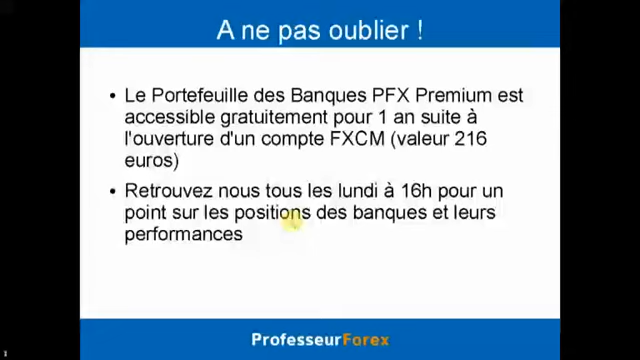 A ne pas oublier !
• Le Portefeuille des Banques PFX Premium est
accessible gratuitement pour 1 an suite à
l'ouverture d'un compte FXCM (valeur 216
euros)
• Retrouvez nous tous les lundi à 16h pour un
point sur les positions des banques et leurs
performances
ProfesseurForex
1